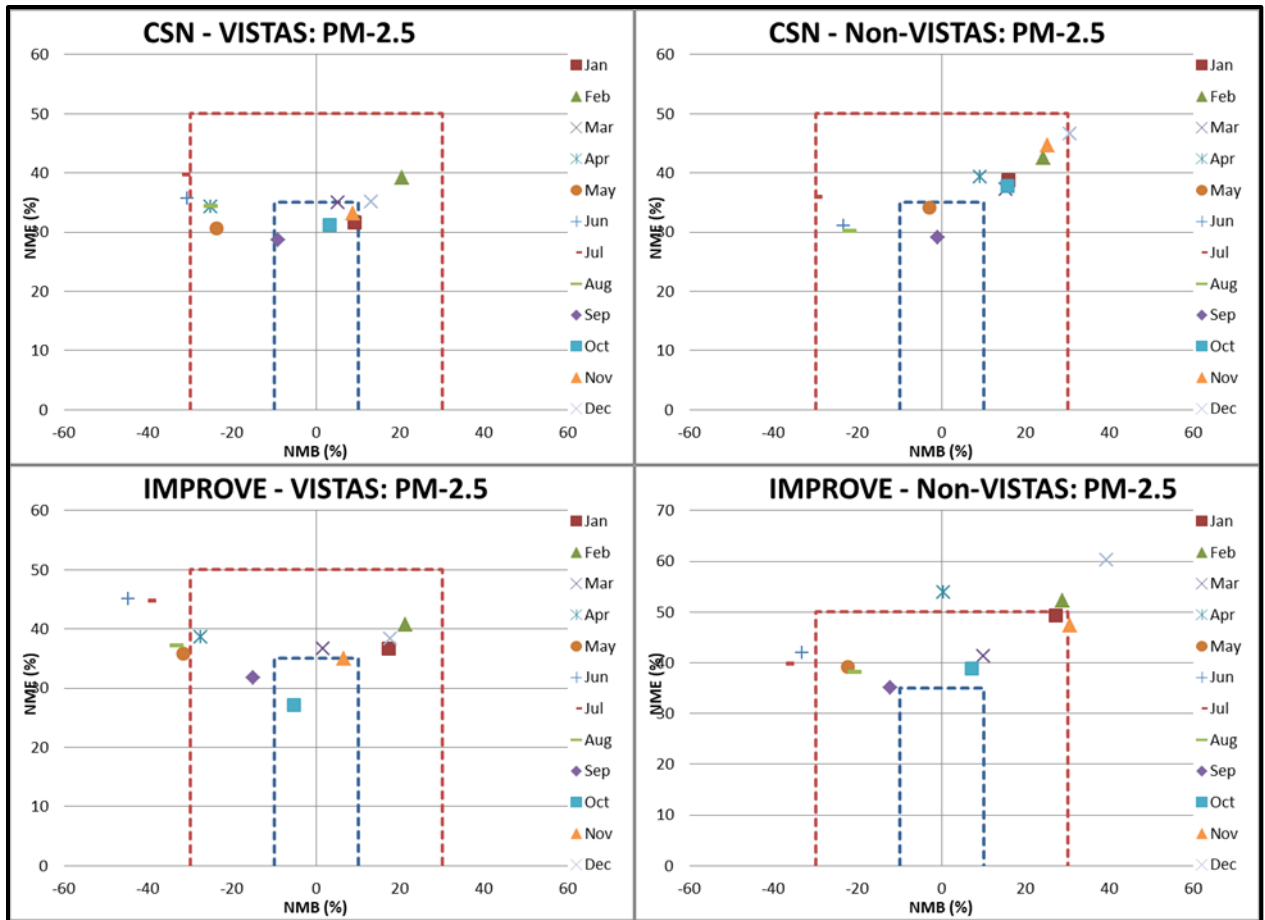 CSN - VISTAS: PM-2.5
60
50
40
30
20
10
0
NME (%)
-60 -40 -20 0 20 40 60
NMB (%)
Jan
Feb
Mar
Apr
May
Jun
Jul
Aug
Sep
Oct
Nov
Dec
CSN - Non-VISTAS: PM-2.5
60
50
40
30
20
10
0
NME (%)
-60 -40 -20 0 20 40 60
NMB (%)
Jan
Feb
Mar
Apr
May
Jun
Jul
Aug
Sep
Oct
Nov
Dec
IMPROVE - VISTAS: PM-2.5
60
50
40
30
20
10
0
NME (%)
-60 -40 -20 0 20 40 60
NMB (%)
Jan
Feb
Mar
Apr
May
Jun
Jul
Aug
Sep
Oct
Nov
Dec
IMPROVE - Non-VISTAS: PM-2.5
70
60
50
40
30
20
10
0
NME (%)
-60 -40 -20 0 20 40 60
NMB (%)
Jan
Feb
Mar
Apr
May
Jun
Jul
Aug
Sep
Oct
Nov
Dec